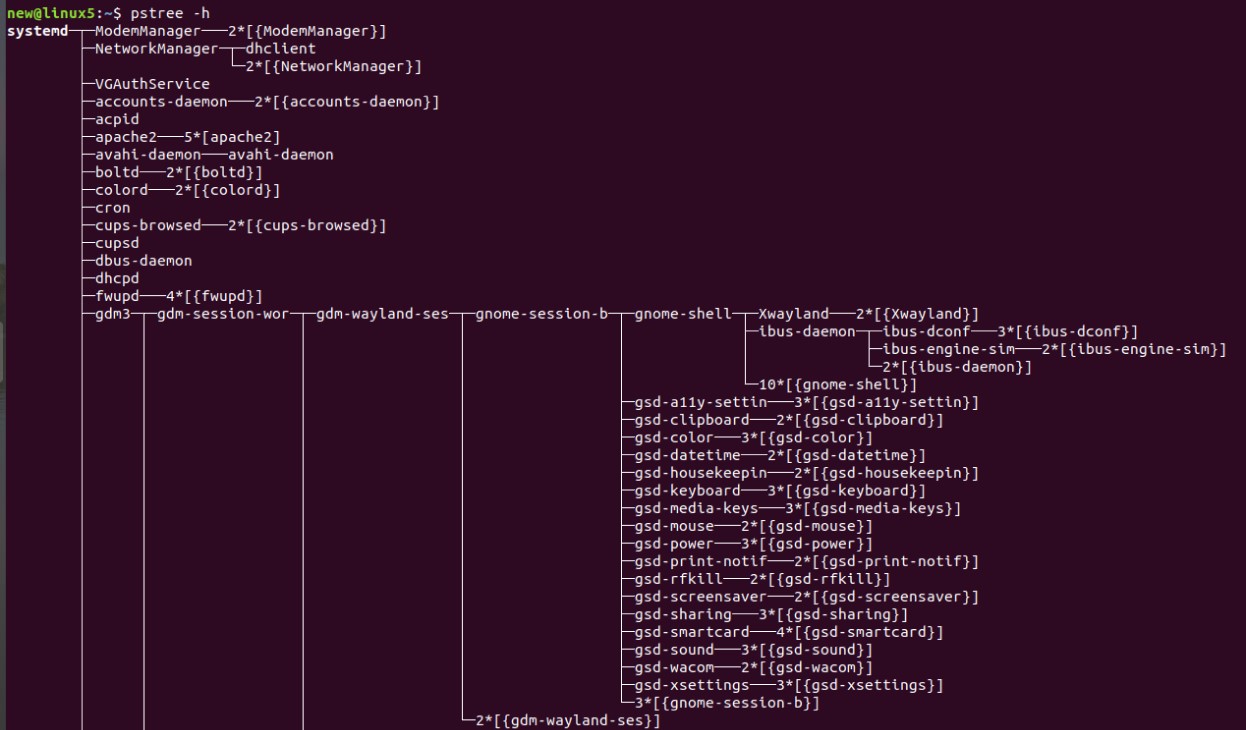 new@linux5:~$ pstree -h
systemd─┬─ModemManager───2*[{ModemManager}]
        ├─NetworkManager─┬─dhclient
        │                └─2*[{NetworkManager}]
        ├─VGAuthService
        ├─accounts-daemon───2*[{accounts-daemon}]
        ├─acpid
        ├─apache2───5*[apache2]
        ├─avahi-daemon───avahi-daemon
        ├─boltd───2*[{boltd}]
        ├─colord───2*[{colord}]
        ├─cron
        ├─cups-browsed───2*[{cups-browsed}]
        ├─cupsd
        ├─dbus-daemon
        ├─dhcpd
        ├─fwupd───4*[{fwupd}]
        ├─gdm3─┬─gdm-session-wor─┬─gdm-wayland-ses─┬─gnome-session-b─┬─gnome-shell─┬─Xwayland───2*[{Xwayland}]
        │      │                 │                 │                 │             ├─ibus-daemon─┬─ibus-dconf───3*[{ibus-dconf}]
        │      │                 │                 │                 │             │             ├─ibus-engine-sim───2*[{ibus-engine-sim}]
        │      │                 │                 │                 │             │             └─2*[{ibus-daemon}]
        │      │                 │                 │                 │             └─10*[{gnome-shell}]
        │      │                 │                 │                 ├─gsd-a11y-settin───3*[{gsd-a11y-settin}]
        │      │                 │                 │                 ├─gsd-clipboard───2*[{gsd-clipboard}]
        │      │                 │                 │                 ├─gsd-color───3*[{gsd-color}]
        │      │                 │                 │                 ├─gsd-datetime───2*[{gsd-datetime}]
        │      │                 │                 │                 ├─gsd-housekeepin───2*[{gsd-housekeepin}]
        │      │                 │                 │                 ├─gsd-keyboard───3*[{gsd-keyboard}]
        │      │                 │                 │                 ├─gsd-media-keys───3*[{gsd-media-keys}]
        │      │                 │                 │                 ├─gsd-mouse───2*[{gsd-mouse}]
        │      │                 │                 │                 ├─gsd-power───3*[{gsd-power}]
        │      │                 │                 │                 ├─gsd-print-notif───2*[{gsd-print-notif}]
        │      │                 │                 │                 ├─gsd-rfkill───2*[{gsd-rfkill}]
        │      │                 │                 │                 ├─gsd-screensaver───2*[{gsd-screensaver}]
        │      │                 │                 │                 ├─gsd-sharing───3*[{gsd-sharing}]
        │      │                 │                 │                 ├─gsd-smartcard───4*[{gsd-smartcard}]
        │      │                 │                 │                 ├─gsd-sound───3*[{gsd-sound}]
        │      │                 │                 │                 ├─gsd-wacom───2*[{gsd-wacom}]
        │      │                 │                 │                 ├─gsd-xsettings───3*[{gsd-xsettings}]
        │      │                 │                 │                 └─3*[{gnome-session-b}]
        │      │                 │                 └─2*[{gdm-wayland-ses}]